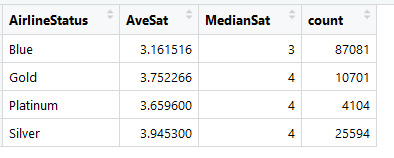 AirlineStatus AveSat MedianSat count
Blue 3.161516 3 87081
Gold 3.752266 4 10701
Platinum 3.659600 4 4104
Silver 3.945300 4 25594